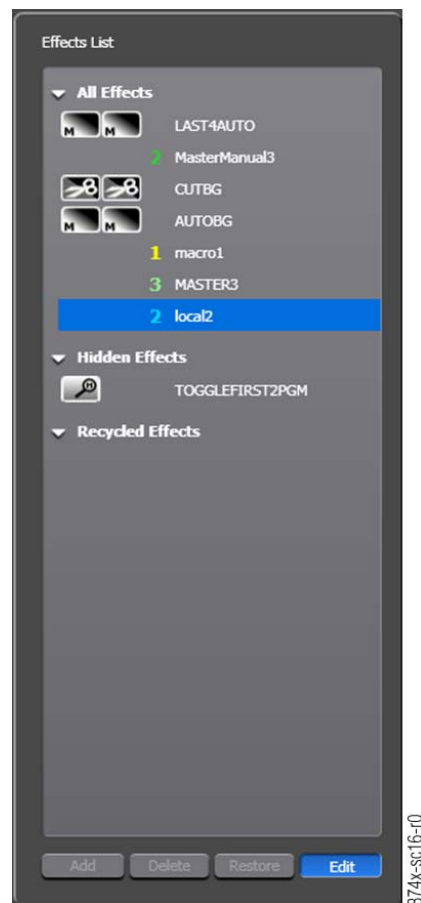 Effects List
All Effects
M M LAST4AUTO
2 MasterManual3
CUTBG
M M AUTOBG
1 macro1
3 MASTER3
2 local2
Hidden Effects
H TOGGLEFIRST2PGM
Recycled Effects
Add Delete Restore Edit
874x-sc16-r0